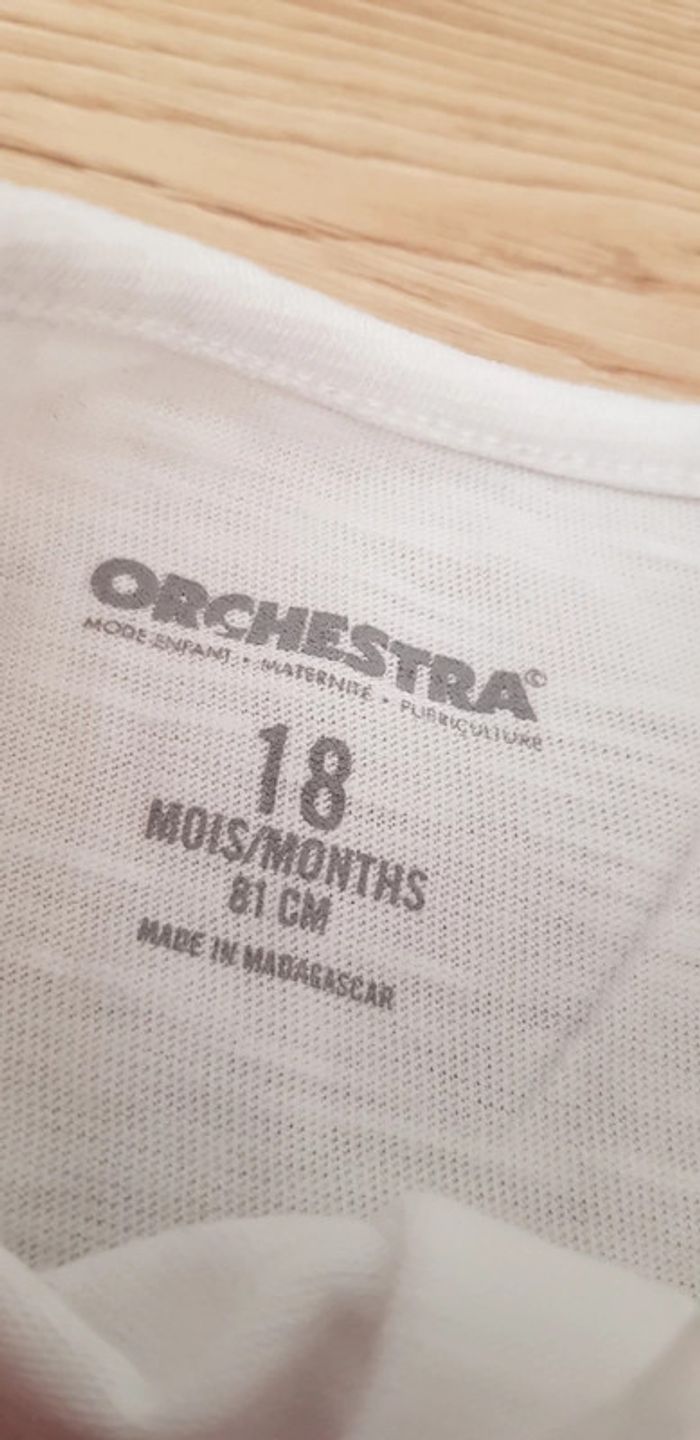 ORCHESTRA©
MODE ENFANT • MATERNITÉ • PUÉRICULTURE
18
MOIS/MONTHS
81 CM
MADE IN MADAGASCAR